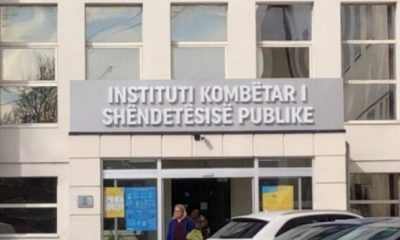 INSTITUTI KOMBËTAR I
SHËNDETËSISË PUBLIKE